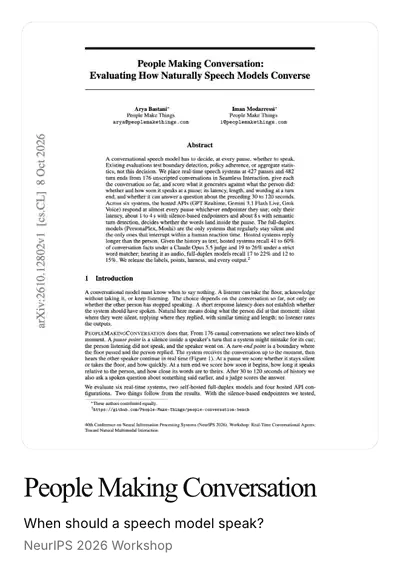 People Making Conversation:
Evaluating How Naturally Speech Models Converse
Arya Bastani*
People Make Things
arya@peoplemakethings.com
Iman Modarressi*
People Make Things
i@peoplemakethings.com
arXiv:2610.12802v1 [cs.CL] 8 Oct 2026
Abstract
A conversational speech model has to decide, at every pause, whether to speak.
Existing evaluations test boundary detection, policy adherence, or aggregate statis-
tics, not this decision. We place real-time speech systems at 427 pauses and 482
turn ends from 176 unscripted conversations in Seamless Interaction, give each
the conversation so far, and score what it generates against what the person did:
whether and how soon it speaks at a pause; its latency, length, and wording at a turn
end; and whether it can answer a question about the preceding 30 to 120 seconds.
Across six systems, the hosted APIs (GPT Realtime, Gemini 3.1 Flash Live, Grok
Voice) respond at almost every pause whichever endpointer they use; only their
latency, about 1 to 4 s with silence-based endpointers and about 8 s with semantic
turn detection, decides whether the words land inside the pause. The full-duplex
models (PersonaPlex, Moshi) are the only systems that regularly stay silent and
the only ones that interrupt within a human reaction time. Hosted systems reply
longer than the person. Given the history as text, hosted systems recall 41 to 60%
of conversation facts under a Claude Opus 5.5 judge and 19 to 26% under a strict
word matcher; hearing it as audio, full-duplex models recall 17 to 22% and 12 to
15%. We release the labels, points, harness, and every output.²
1 Introduction
A conversational model must know when to say nothing. A listener can take the floor, acknowledge
without taking it, or keep listening. The choice depends on the conversation so far, not only on
whether the other person has stopped speaking. A short response latency does not establish whether
the system should have spoken. Natural here means doing what the person did at that moment: silent
where they were silent, replying where they replied, with similar timing and length; no listener rates
the outputs.
PEOPLEMAKINGCONVERSATION does that. From 176 casual conversations we select two kinds of
moment. A pause point is a silence inside a speaker's turn that a system might mistake for its cue;
the person listening did not speak, and the speaker went on. A turn-end point is a boundary where
the floor passed and the person replied. The system receives the conversation up to the moment, then
hears the other speaker continue in real time (Figure 1). At a pause we score whether it stays silent
or takes the floor, and how quickly. At a turn end we score how soon it begins, how long it speaks
relative to the person, and how close its words are to theirs. After 30 to 120 seconds of history we
also ask a question about something said earlier, and a judge scores the answer.
We evaluate six real-time systems, two self-hosted full-duplex models and four hosted API con-
figurations. Two things follow from the results. With the silence-based endpointers we tested,
*These authors contributed equally.
²https://github.com/People-Make-Things/people-conversation-bench
40th Conference on Neural Information Processing Systems (NeurIPS 2026). Workshop: Real-Time Conversational Agents:
Toward Natural Multimodal Interaction.
People Making Conversation
When should a speech model speak?
NeurIPS 2026 Workshop